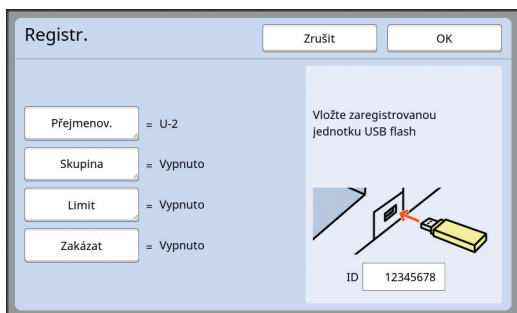 Registr.
Zrušit
OK
Přejmenov. = U-2
Skupina = Vypnuto
Limit = Vypnuto
Zakázat = Vypnuto
Vložte zaregistrovanou
jednotku USB flash
ID 12345678